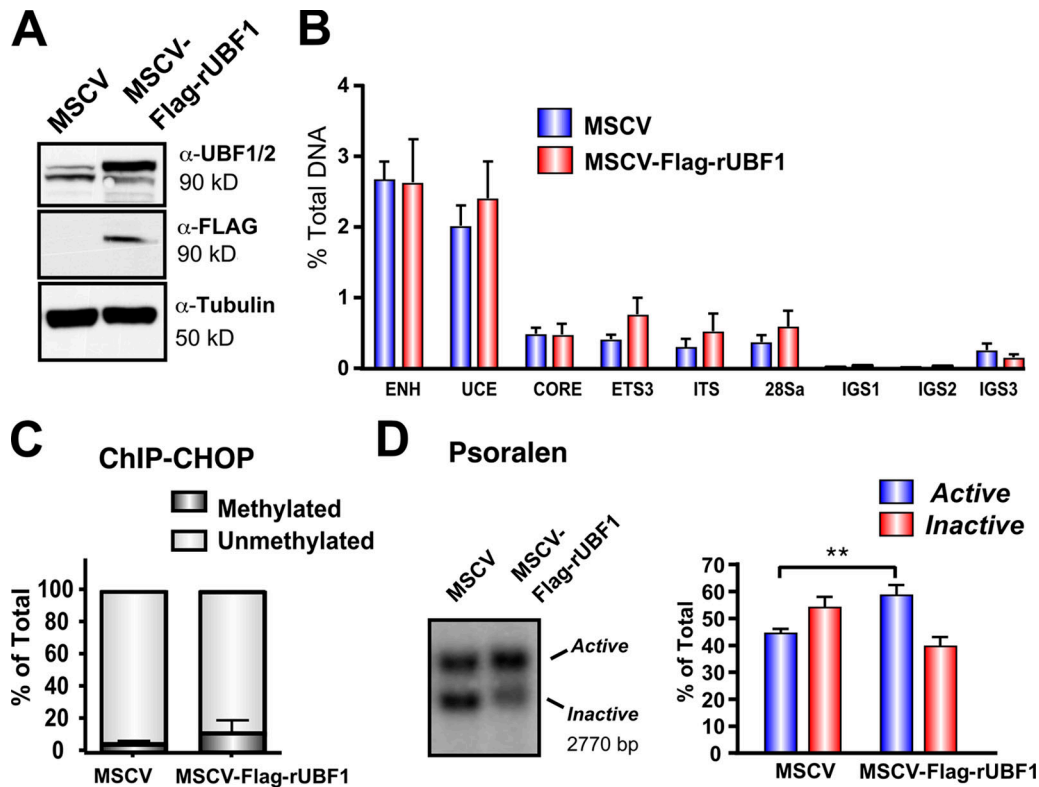 A
MSCV
MSCV-
Flag-rUBF1
α-UBF1/2
90 kD
α-FLAG
90 kD
α-Tubulin
50 kD
B
% Total DNA
4
3
2
1
0
MSCV
MSCV-Flag-rUBF1
ENH UCE CORE ETS3 ITS 28Sa IGS1 IGS2 IGS3
C
ChIP-CHOP
Methylated
Unmethylated
% of Total
100
80
60
40
20
0
MSCV MSCV-Flag-rUBF1
D
Psoralen
MSCV
MSCV-
Flag-rUBF1
Active
Inactive
2770 bp
Active
Inactive
**
% of Total
70
60
50
40
30
20
10
0
MSCV MSCV-Flag-rUBF1